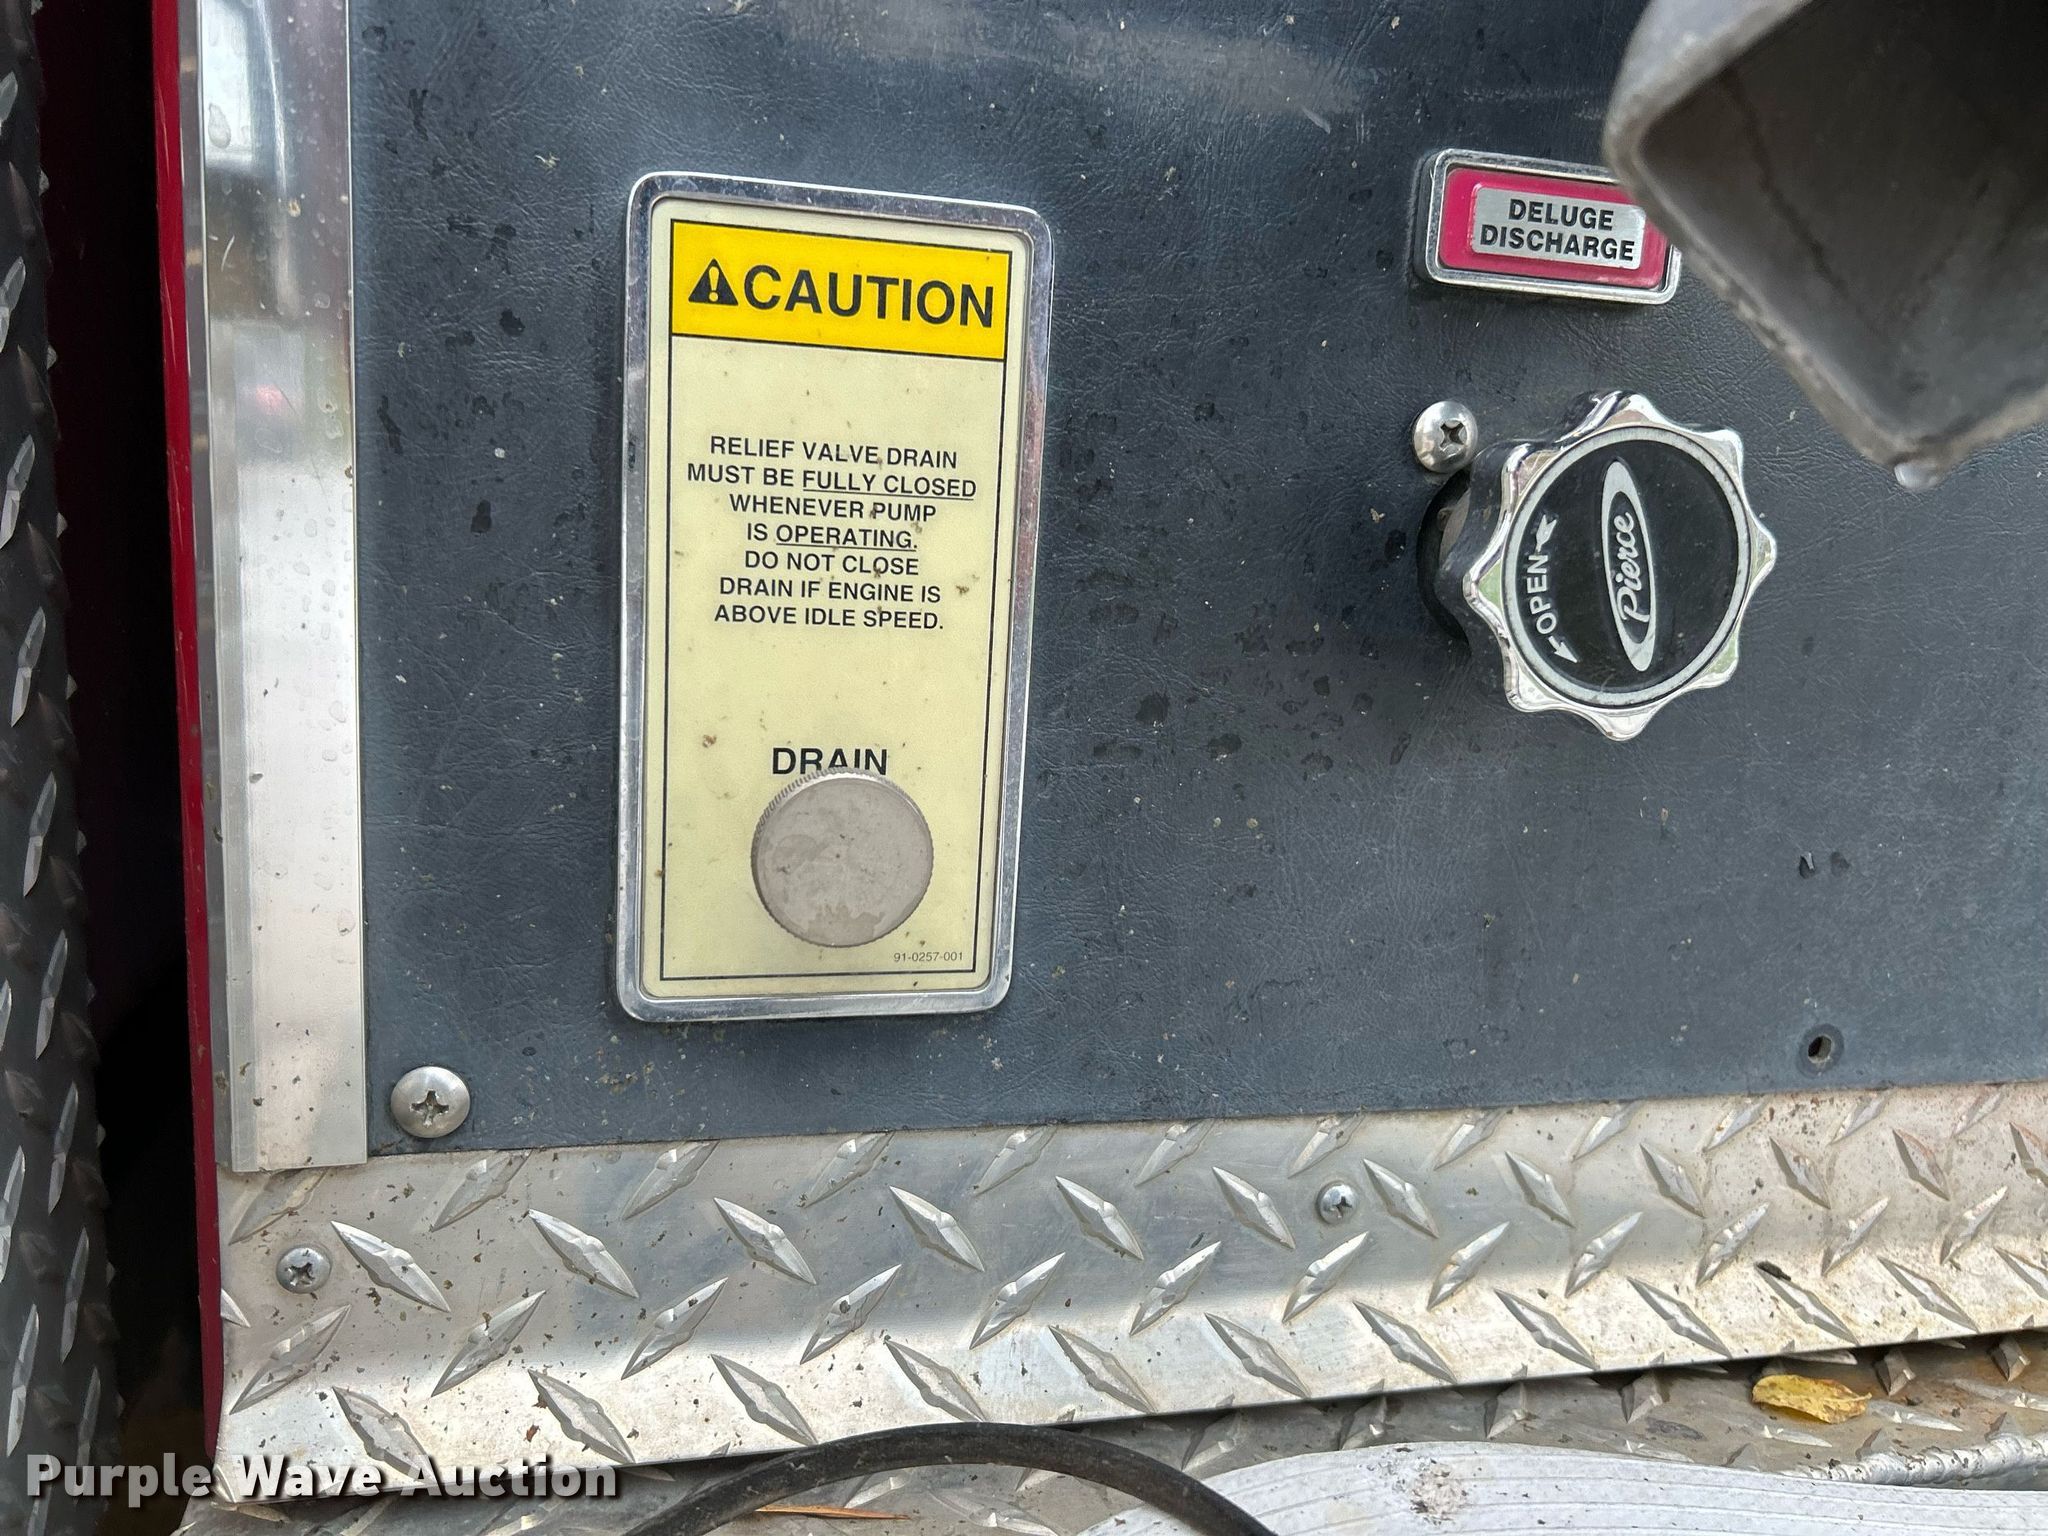 CAUTION
RELIEF VALVE DRAIN
MUST BE FULLY CLOSED
WHENEVER PUMP
IS OPERATING.
DO NOT CLOSE
DRAIN IF ENGINE IS
ABOVE IDLE SPEED.
DRAIN
91-0257-001
DELUGE
DISCHARGE
OPEN
Pierce
Purple Wave Auction